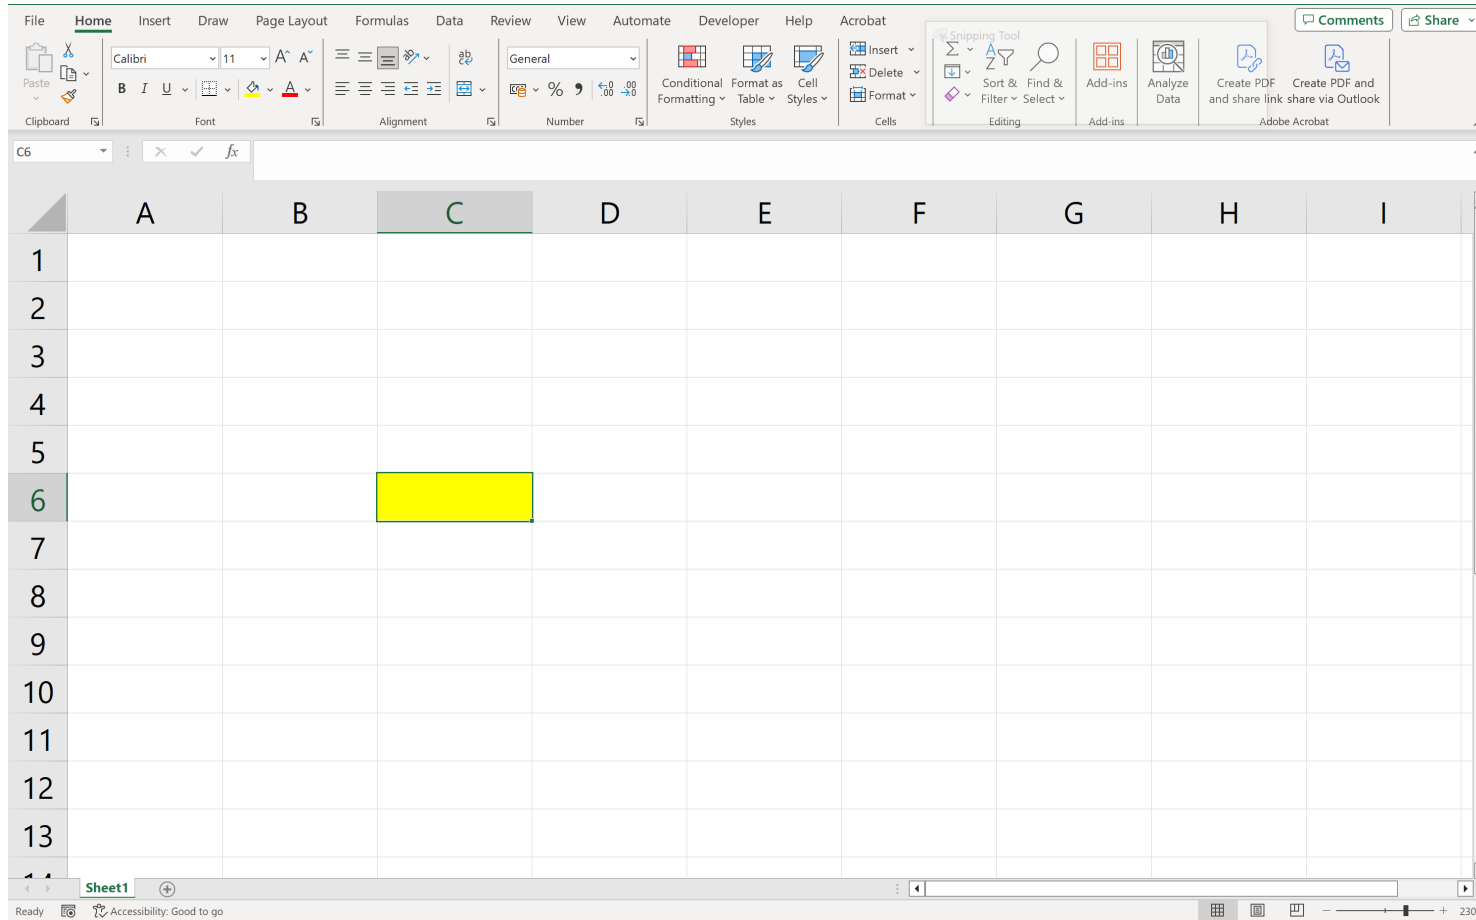 File Home Insert Draw Page Layout Formulas Data Review View Automate Developer Help Acrobat Comments Share
Snipping Tool
Paste
Clipboard
Calibri 11
B I U A
Font
ab
Alignment
General
% 9
Number
Conditional Formatting
Format as Table
Cell Styles
Styles
Insert
Delete
Format
Cells
Sort & Filter
Find & Select
Editing
Add-ins
Add-ins
Analyze Data
Create PDF and share link
Create PDF and share via Outlook
Adobe Acrobat
C6 fx
A B C D E F G H I
1
2
3
4
5
6
7
8
9
10
11
12
13
14
Sheet1
Ready Accessibility: Good to go 230